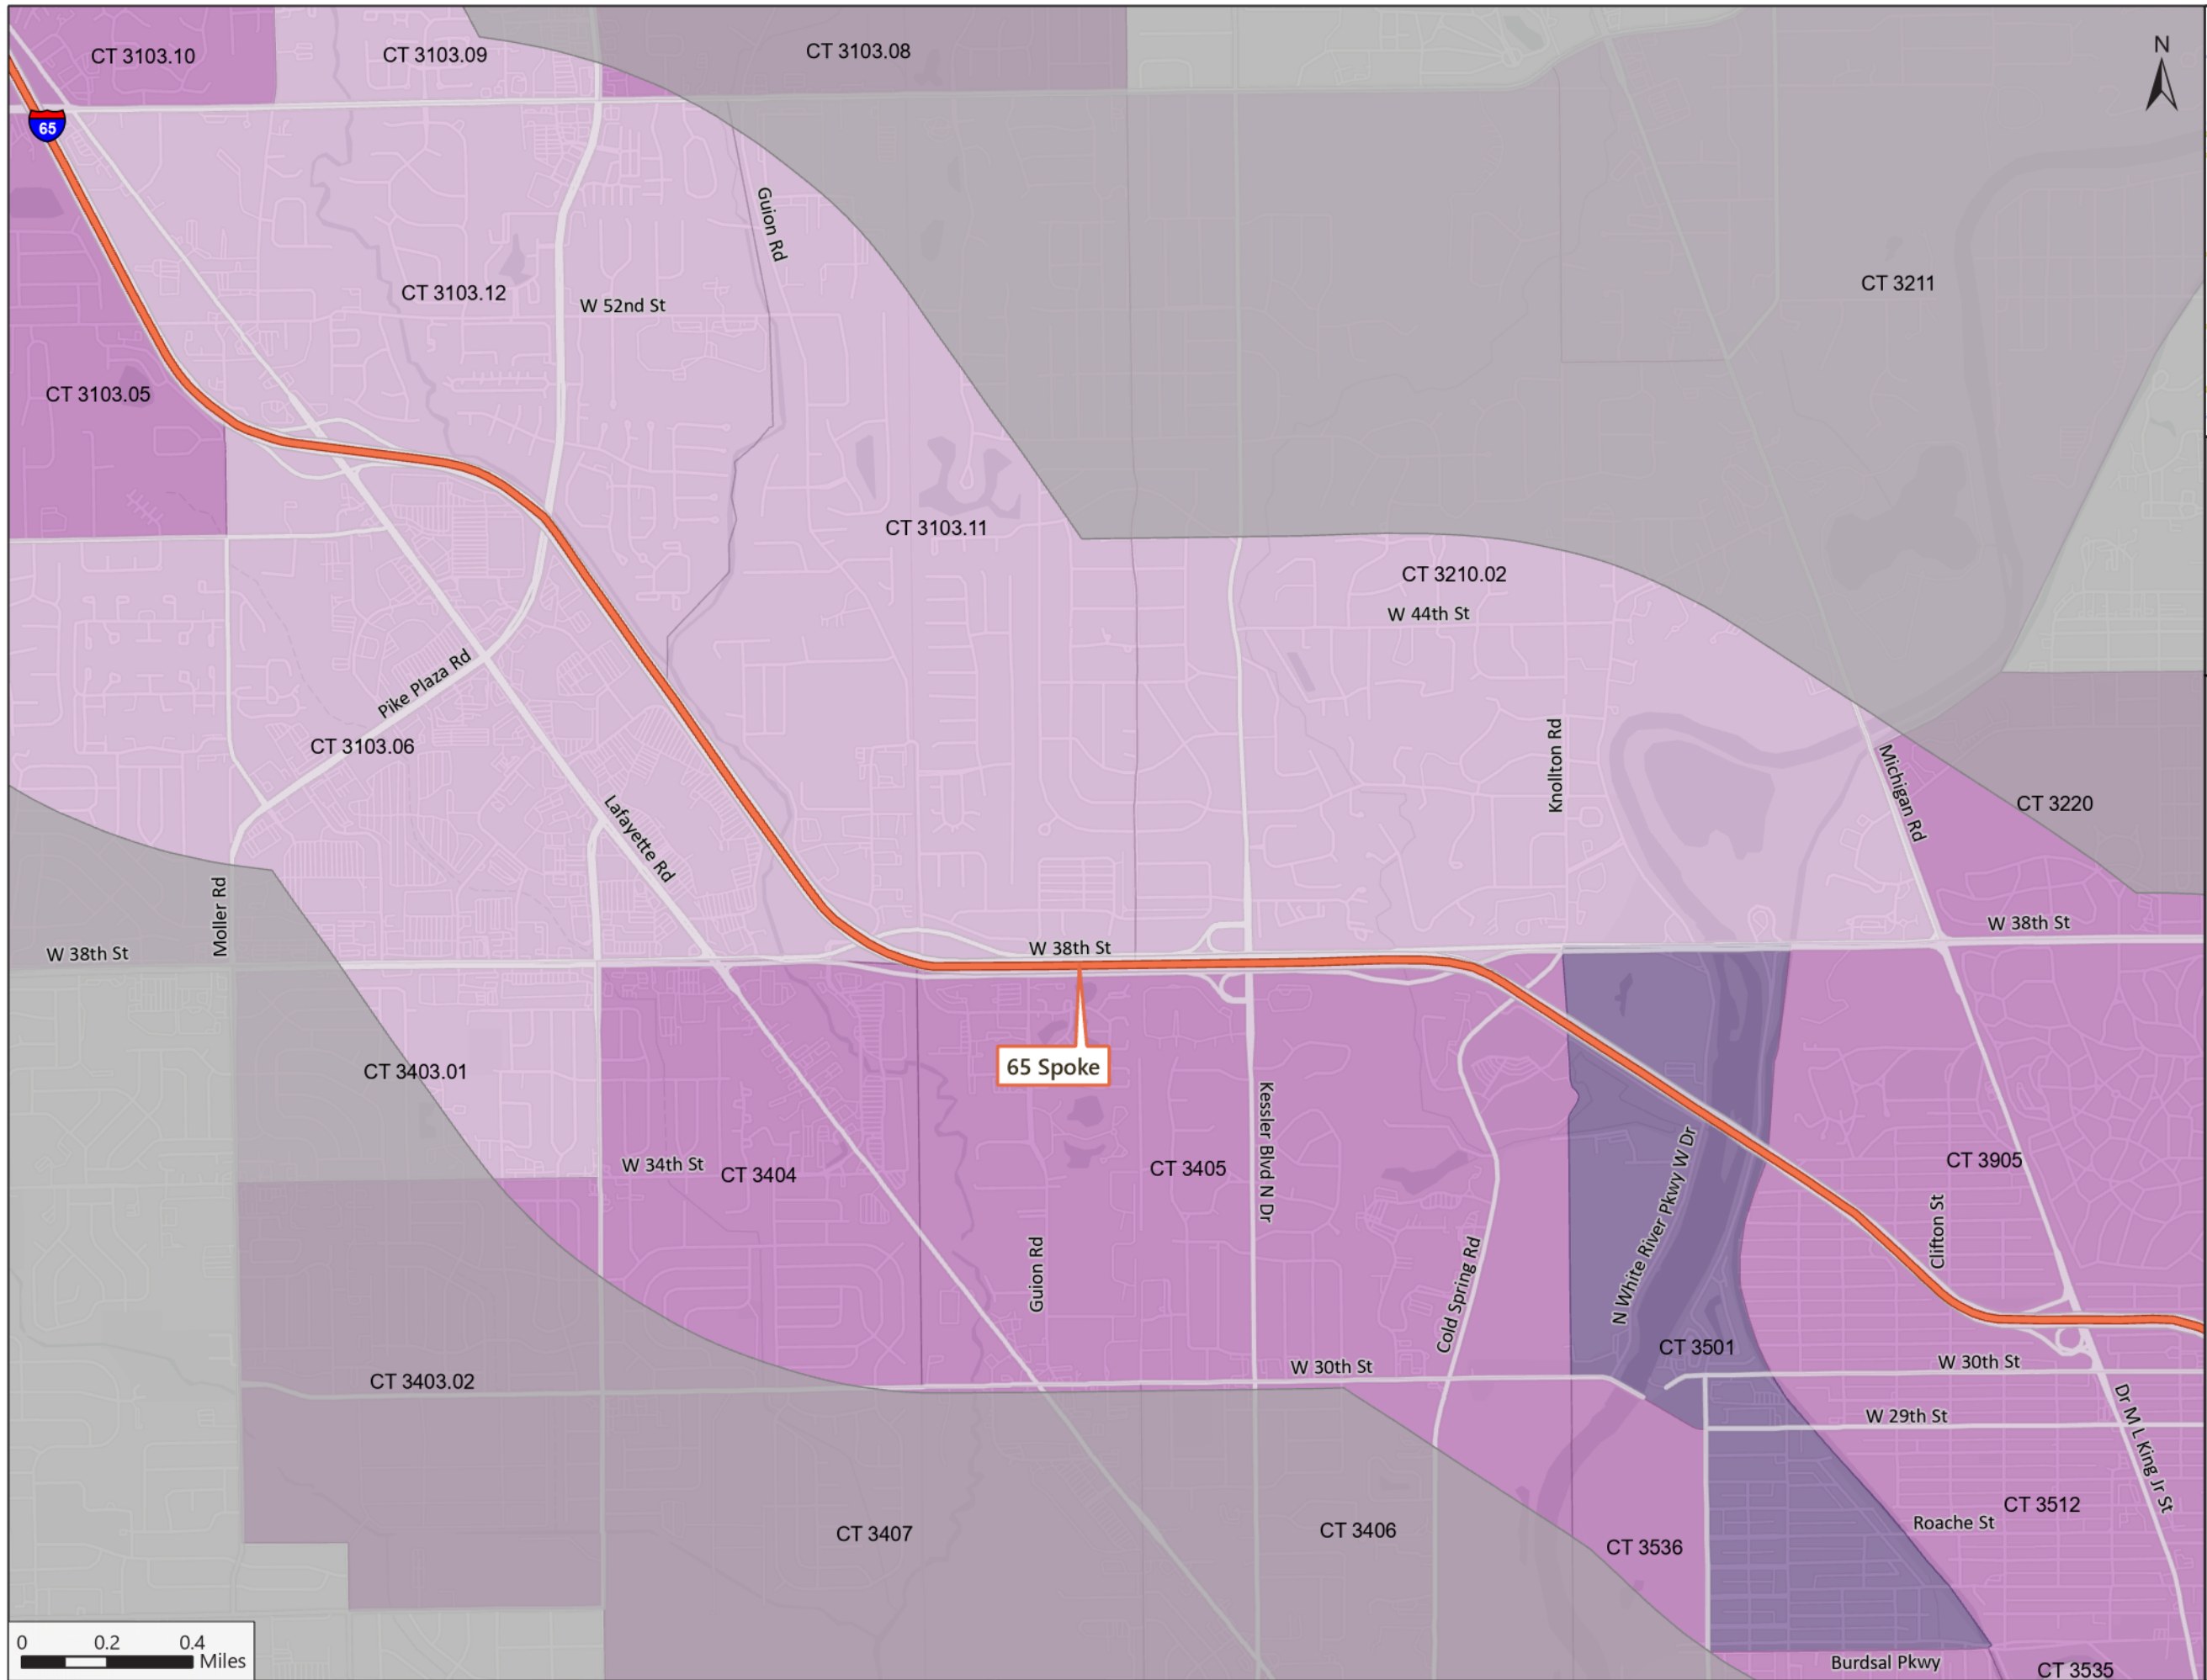 CT 3103.10
CT 3103.09
CT 3103.08
N
65
Guion Rd
CT 3211
CT 3103.12
W 52nd St
CT 3103.05
CT 3103.11
CT 3210.02
W 44th St
Pike Plaza Rd
CT 3103.06
Knollton Rd
Michigan Rd
CT 3220
Lafayette Rd
Moller Rd
W 38th St
W 38th St
W 38th St
65 Spoke
CT 3403.01
W 34th St
CT 3404
CT 3405
Kessler Blvd N Dr
N White River Pkwy W Dr
CT 3905
Clifton St
Guion Rd
Cold Spring Rd
CT 3501
W 30th St
W 30th St
CT 3403.02
W 29th St
Dr M L King Jr St
CT 3512
Roache St
CT 3407
CT 3406
CT 3536
0 0.2 0.4
Miles
Burdsal Pkwy
CT 3535